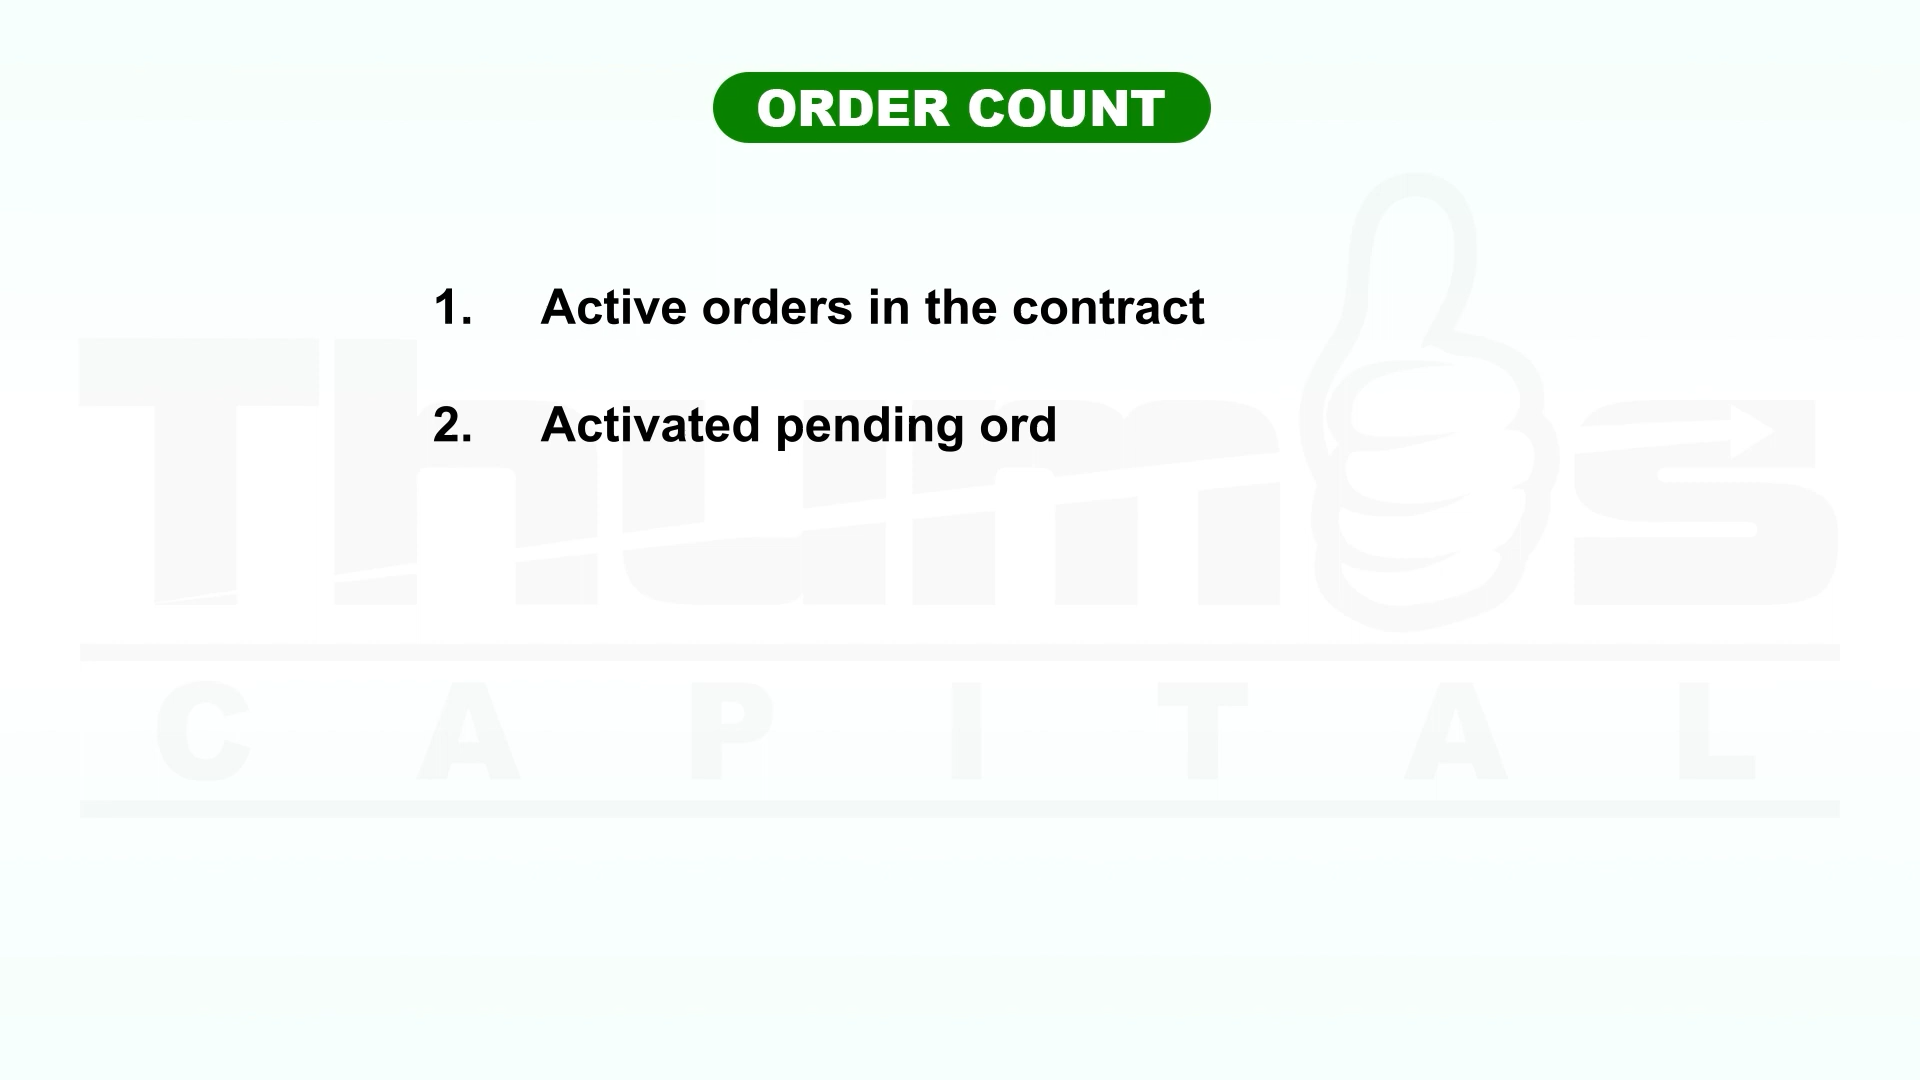 ORDER COUNT
1. Active orders in the contract
2. Activated pending ord
Thumbs
CAPITAL